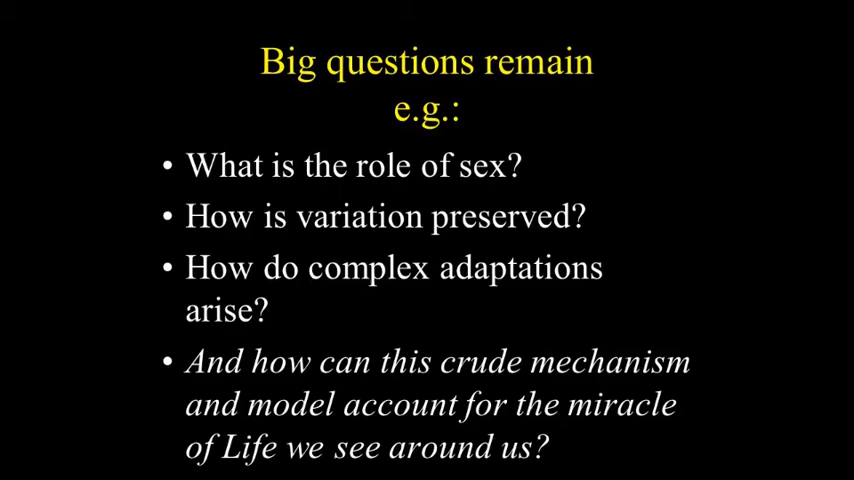 Big questions remain
e.g.:
• What is the role of sex?
• How is variation preserved?
• How do complex adaptations
arise?
• And how can this crude mechanism
and model account for the miracle
of Life we see around us?